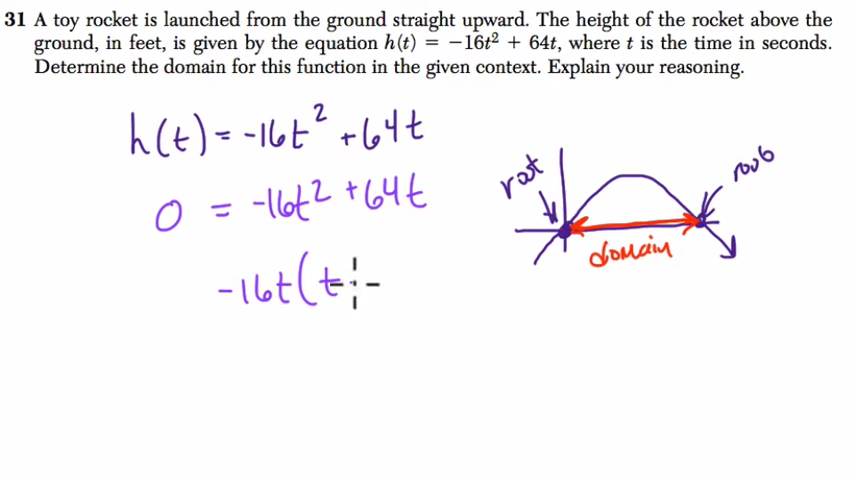 31 A toy rocket is launched from the ground straight upward. The height of the rocket above the
ground, in feet, is given by the equation h(t) = −16t² + 64t, where t is the time in seconds.
Determine the domain for this function in the given context. Explain your reasoning.
h(t) = -16t² + 64t
root
root
0 = -16t² + 64t
domain
-16t(t -